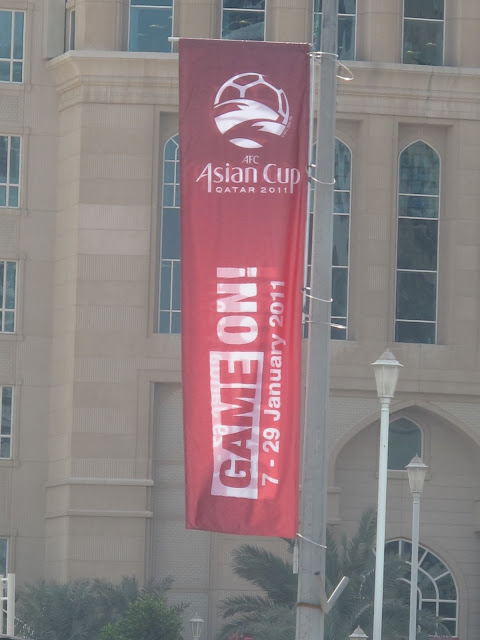 AFC
Asian Cup
QATAR 2011
GAME ON!
7 - 29 January 2011